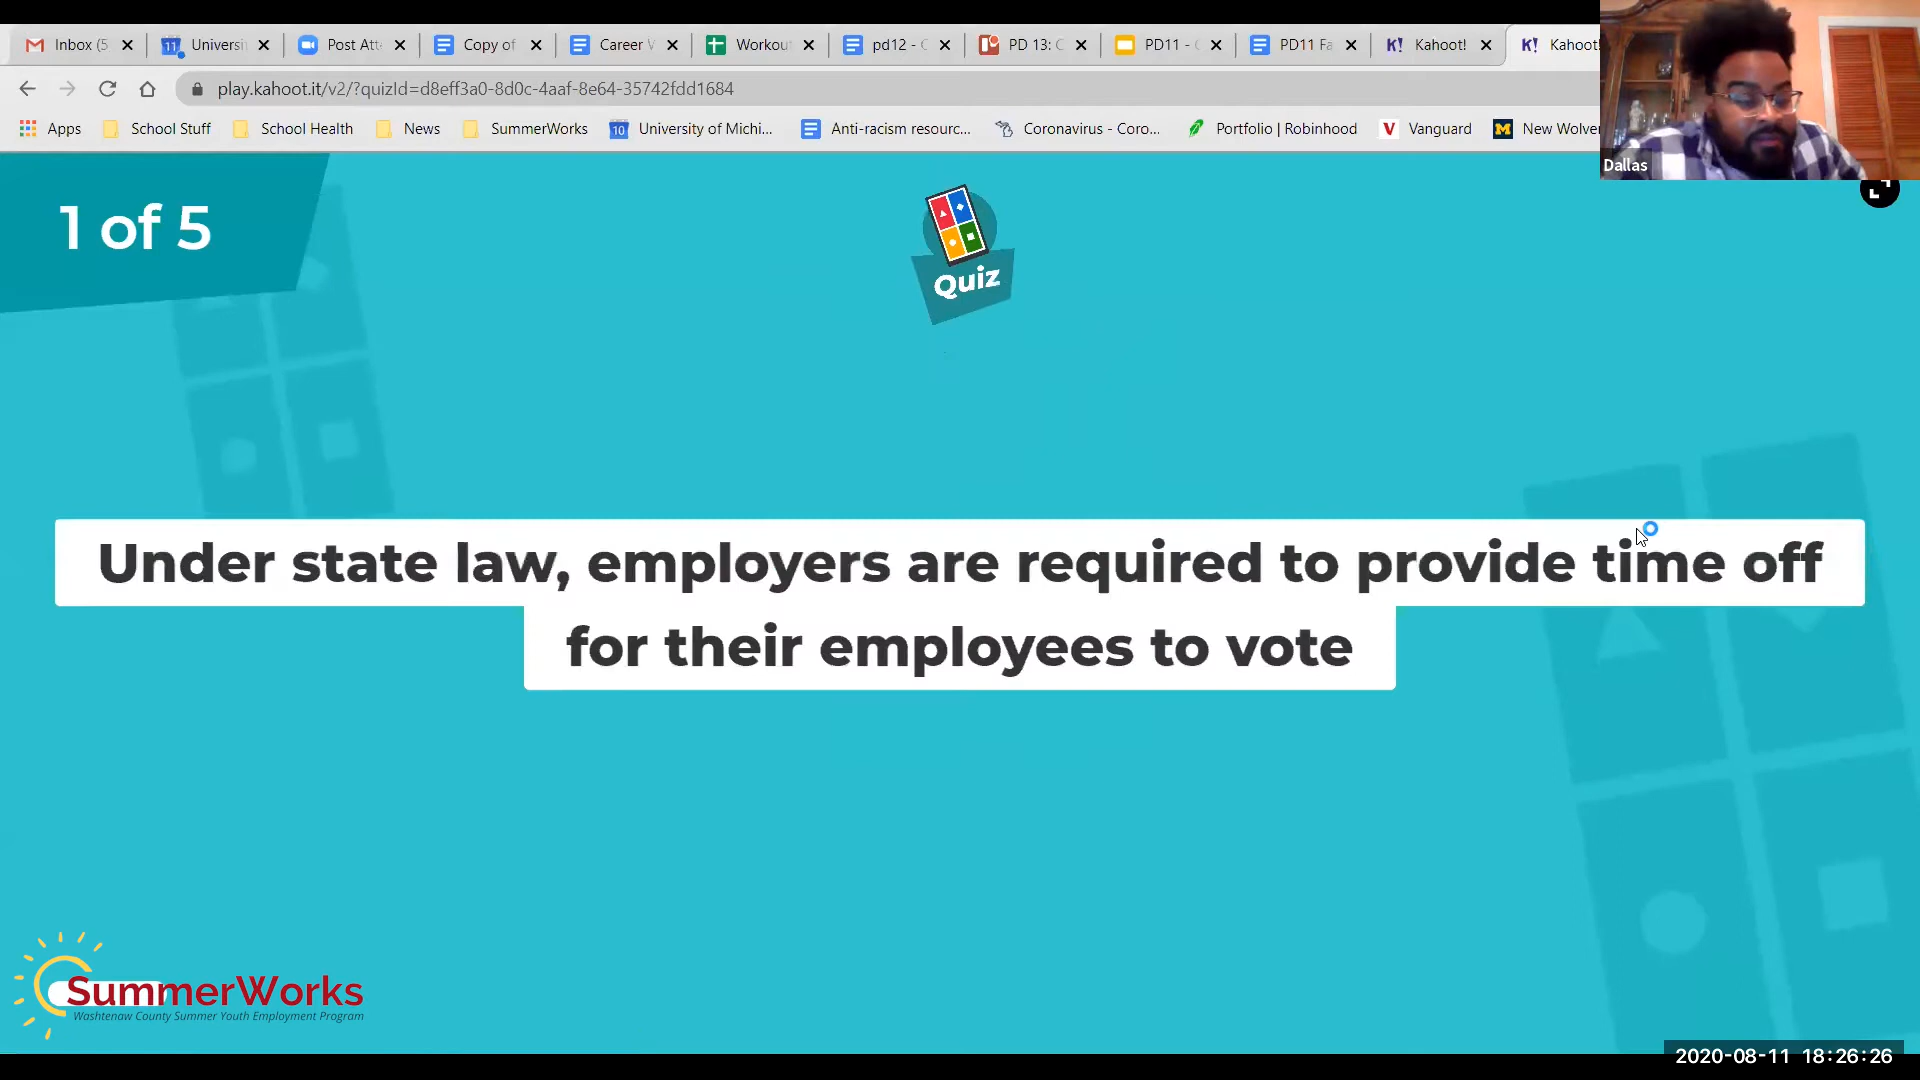 Inbox (5
11 Universi
Post Att
Copy of
Career V
Workou
pd12 - C
PD 13: C
PD11 - C
PD11 Fa
K! Kahoot!
K! Kahoot!
play.kahoot.it/v2/?quizId=d8eff3a0-8d0c-4aaf-8e64-35742fdd1684
Apps
School Stuff
School Health
News
SummerWorks
10 University of Michi...
Anti-racism resourc...
Coronavirus - Coro...
Portfolio | Robinhood
V Vanguard
M New Wolver
Dallas
1 of 5
Quiz
Under state law, employers are required to provide time off
for their employees to vote
SummerWorks
Washtenaw County Summer Youth Employment Program
2020-08-11 18:26:26